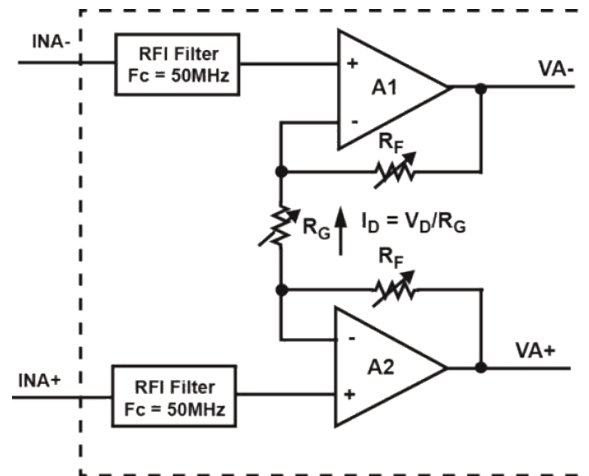 INA-
RFI Filter
Fc = 50MHz
+
A1
-
VA-
RF
RG
ID = VD/RG
RF
-
A2
+
VA+
INA+
RFI Filter
Fc = 50MHz